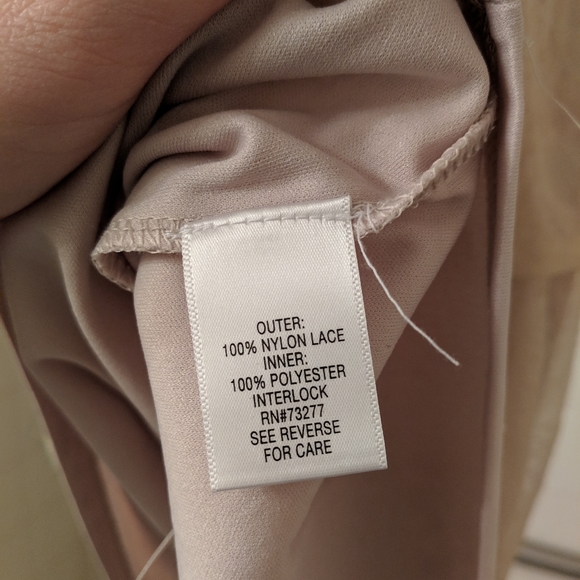 OUTER:
100% NYLON LACE
INNER:
100% POLYESTER
INTERLOCK
RN#73277
SEE REVERSE
FOR CARE